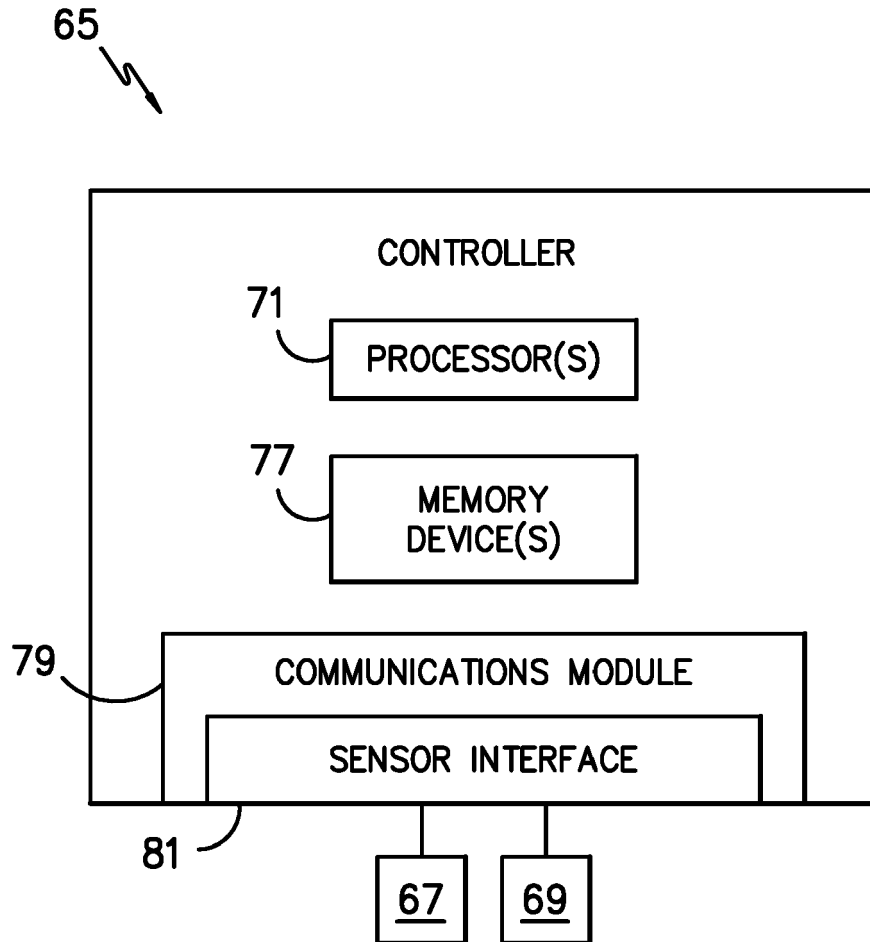 65
CONTROLLER
71
PROCESSOR(S)
77
MEMORY
DEVICE(S)
79
COMMUNICATIONS MODULE
SENSOR INTERFACE
81
67 69